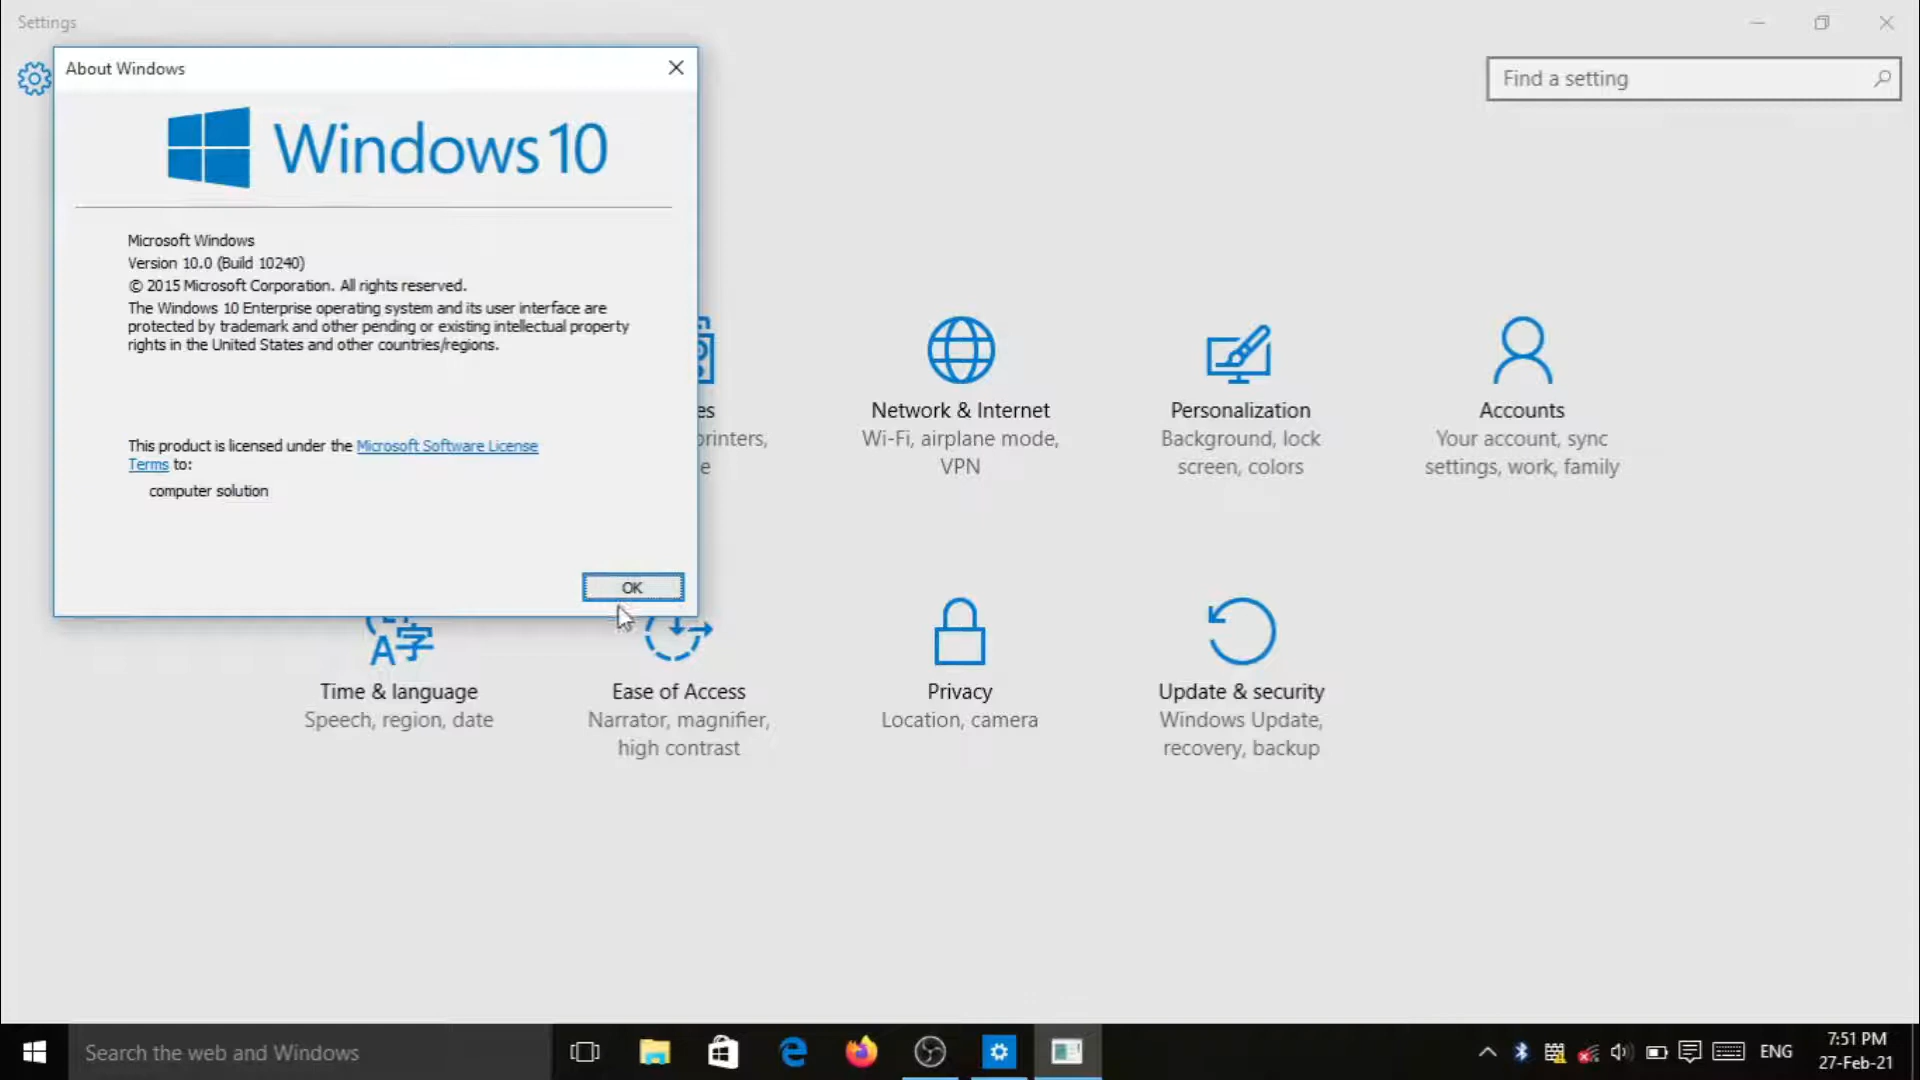 Settings
About Windows
Find a setting
Windows 10
Microsoft Windows
Version 10.0 (Build 10240)
© 2015 Microsoft Corporation. All rights reserved.
The Windows 10 Enterprise operating system and its user interface are
protected by trademark and other pending or existing intellectual property
rights in the United States and other countries/regions.
This product is licensed under the Microsoft Software License
Terms to:
computer solution
OK
es
printers,
e
Network & Internet
Wi-Fi, airplane mode,
VPN
Personalization
Background, lock
screen, colors
Accounts
Your account, sync
settings, work, family
A字
Time & language
Speech, region, date
Ease of Access
Narrator, magnifier,
high contrast
Privacy
Location, camera
Update & security
Windows Update,
recovery, backup
Search the web and Windows
ENG
7:51 PM
27-Feb-21